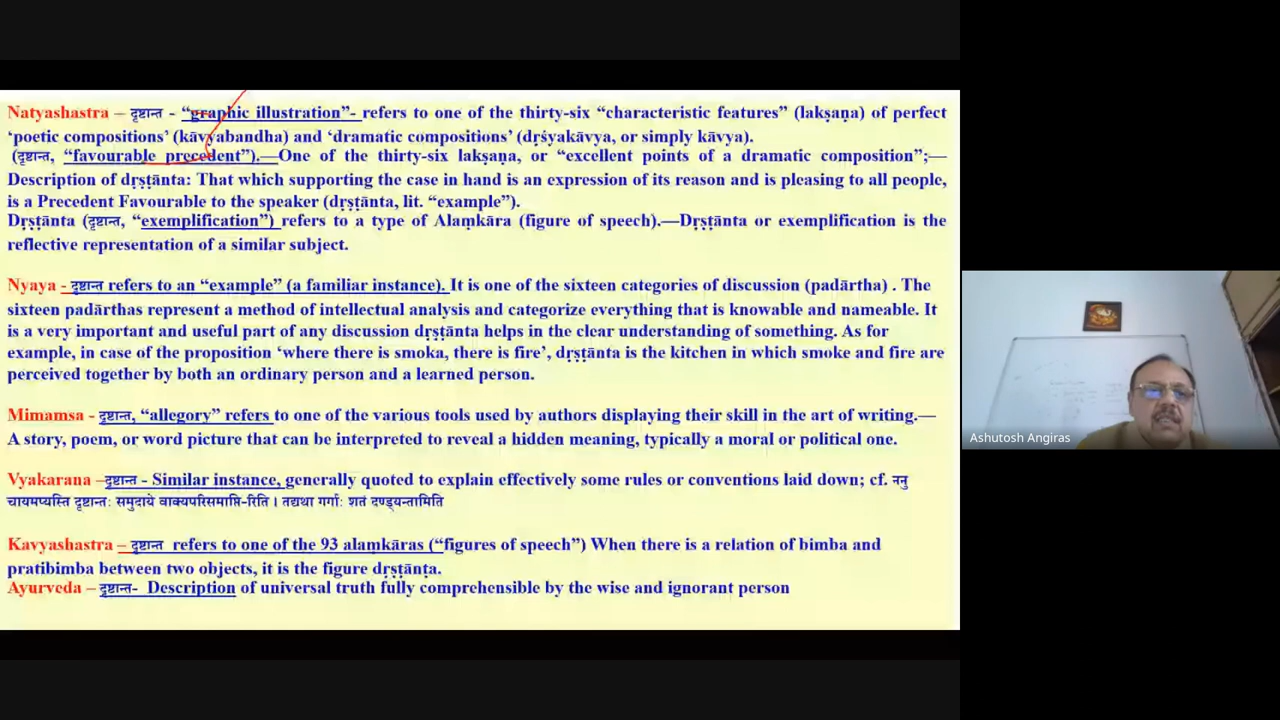 Natyashastra – दृष्टान्त - “graphic illustration”- refers to one of the thirty-six “characteristic features” (lakṣaṇa) of perfect
‘poetic compositions’ (kāvyabandha) and ‘dramatic compositions’ (dṛśyakāvya, or simply kāvya).
(दृष्टान्त, “favourable precedent”).—One of the thirty-six lakṣaṇa, or “excellent points of a dramatic composition”;—
Description of dṛṣṭānta: That which supporting the case in hand is an expression of its reason and is pleasing to all people,
is a Precedent Favourable to the speaker (dṛṣṭānta, lit. “example”).
Dṛṣṭānta (दृष्टान्त, “exemplification”) refers to a type of Alaṃkāra (figure of speech).—Dṛṣṭānta or exemplification is the
reflective representation of a similar subject.
Nyaya - दृष्टान्त refers to an “example” (a familiar instance). It is one of the sixteen categories of discussion (padārtha) . The
sixteen padārthas represent a method of intellectual analysis and categorize everything that is knowable and nameable. It
is a very important and useful part of any discussion dṛṣṭānta helps in the clear understanding of something. As for
example, in case of the proposition ‘where there is smoka, there is fire’, dṛṣṭānta is the kitchen in which smoke and fire are
perceived together by both an ordinary person and a learned person.
Mimamsa - दृष्टान्त, “allegory” refers to one of the various tools used by authors displaying their skill in the art of writing.—
A story, poem, or word picture that can be interpreted to reveal a hidden meaning, typically a moral or political one.
Vyakarana –दृष्टान्त - Similar instance, generally quoted to explain effectively some rules or conventions laid down; cf. ननु
चायमप्यस्ति दृष्टान्तः समुदाये वाक्यपरिसमाप्ति-रिति । तद्यथा गर्गाः शतं दण्ड्यन्तामिति
Kavyashastra – दृष्टान्त refers to one of the 93 alaṃkāras (“figures of speech”) When there is a relation of bimba and
pratibimba between two objects, it is the figure dṛṣṭānṭa.
Ayurveda – दृष्टान्त- Description of universal truth fully comprehensible by the wise and ignorant person
Ashutosh Angiras